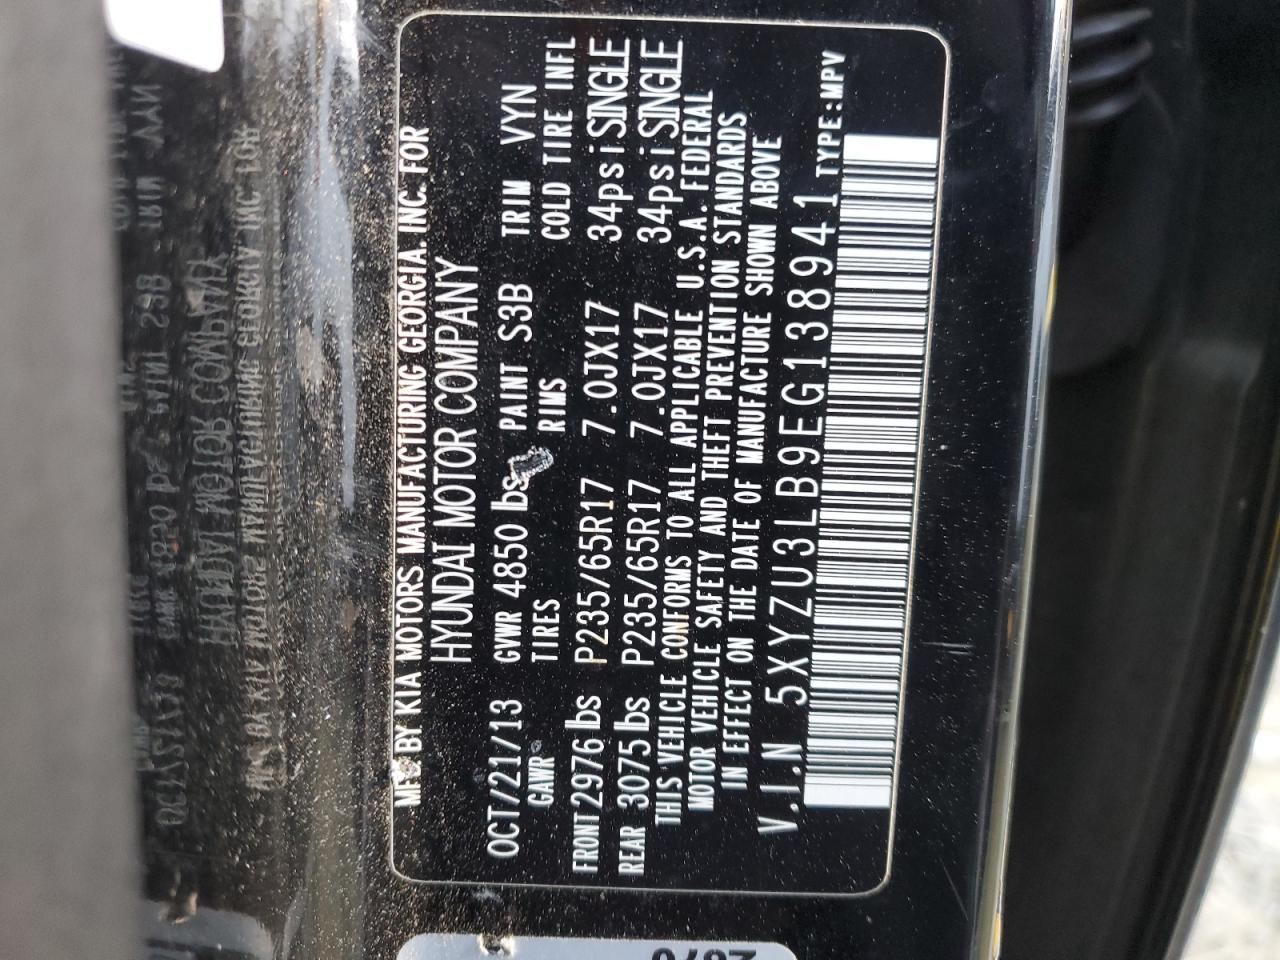 MFD BY KIA MOTORS MANUFACTURING GEORGIA. INC. FOR
HYUNDAI MOTOR COMPANY
OCT/21/13 GVWR 4850 lbs PAINT S3B TRIM VYN
GAWR TIRES RIMS COLD TIRE INFL
FRONT 2976 lbs P235/65R17 7.0JX17 34psi SINGLE
REAR 3075 lbs P235/65R17 7.0JX17 34psi SINGLE
THIS VEHICLE CONFORMS TO ALL APPLICABLE U.S.A. FEDERAL
MOTOR VEHICLE SAFETY AND THEFT PREVENTION STANDARDS
IN EFFECT ON THE DATE OF MANUFACTURE SHOWN ABOVE
V.I.N 5XYZU3LB9EG138941 TYPE:MPV